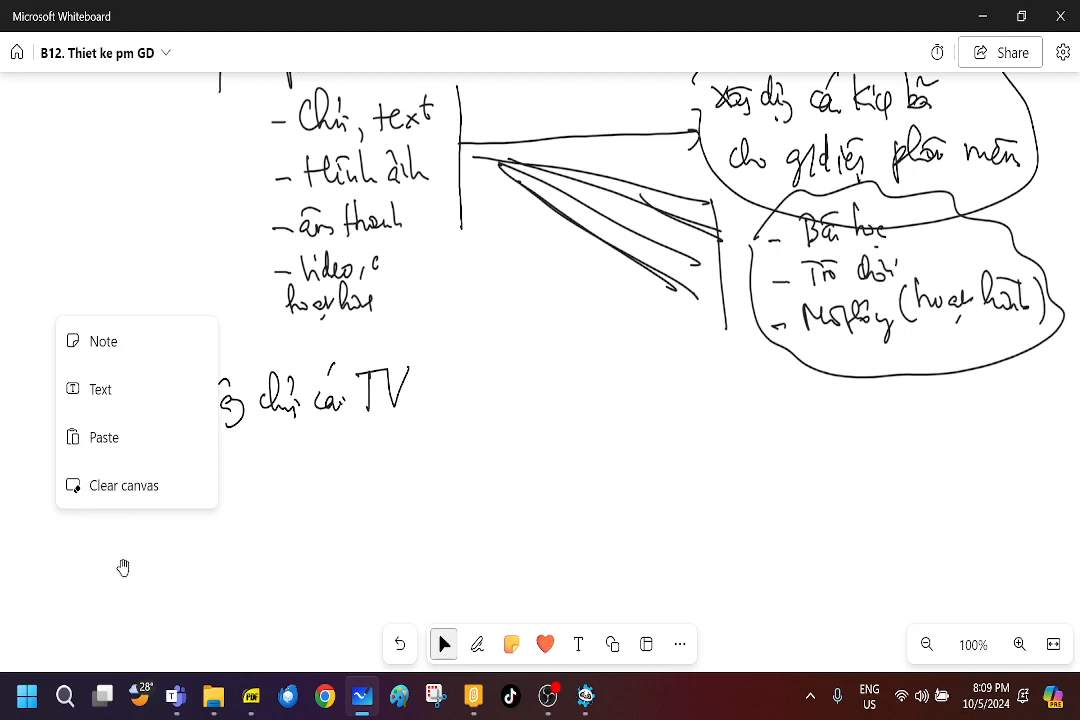 Microsoft Whiteboard
B12. Thiet ke pm GD
Share
- Chữ, text
- Hình ảnh
- âm thanh
- Video,
hoạt hình
xây dựng các kịch bản
cho giao diện phần mềm
- Bài học
- Trò chơi
- Mô phỏng (hoạt hình)
Note
Text
Paste
Clear canvas
chữ cái TV
100%
28°
ENG
US
8:09 PM
10/5/2024